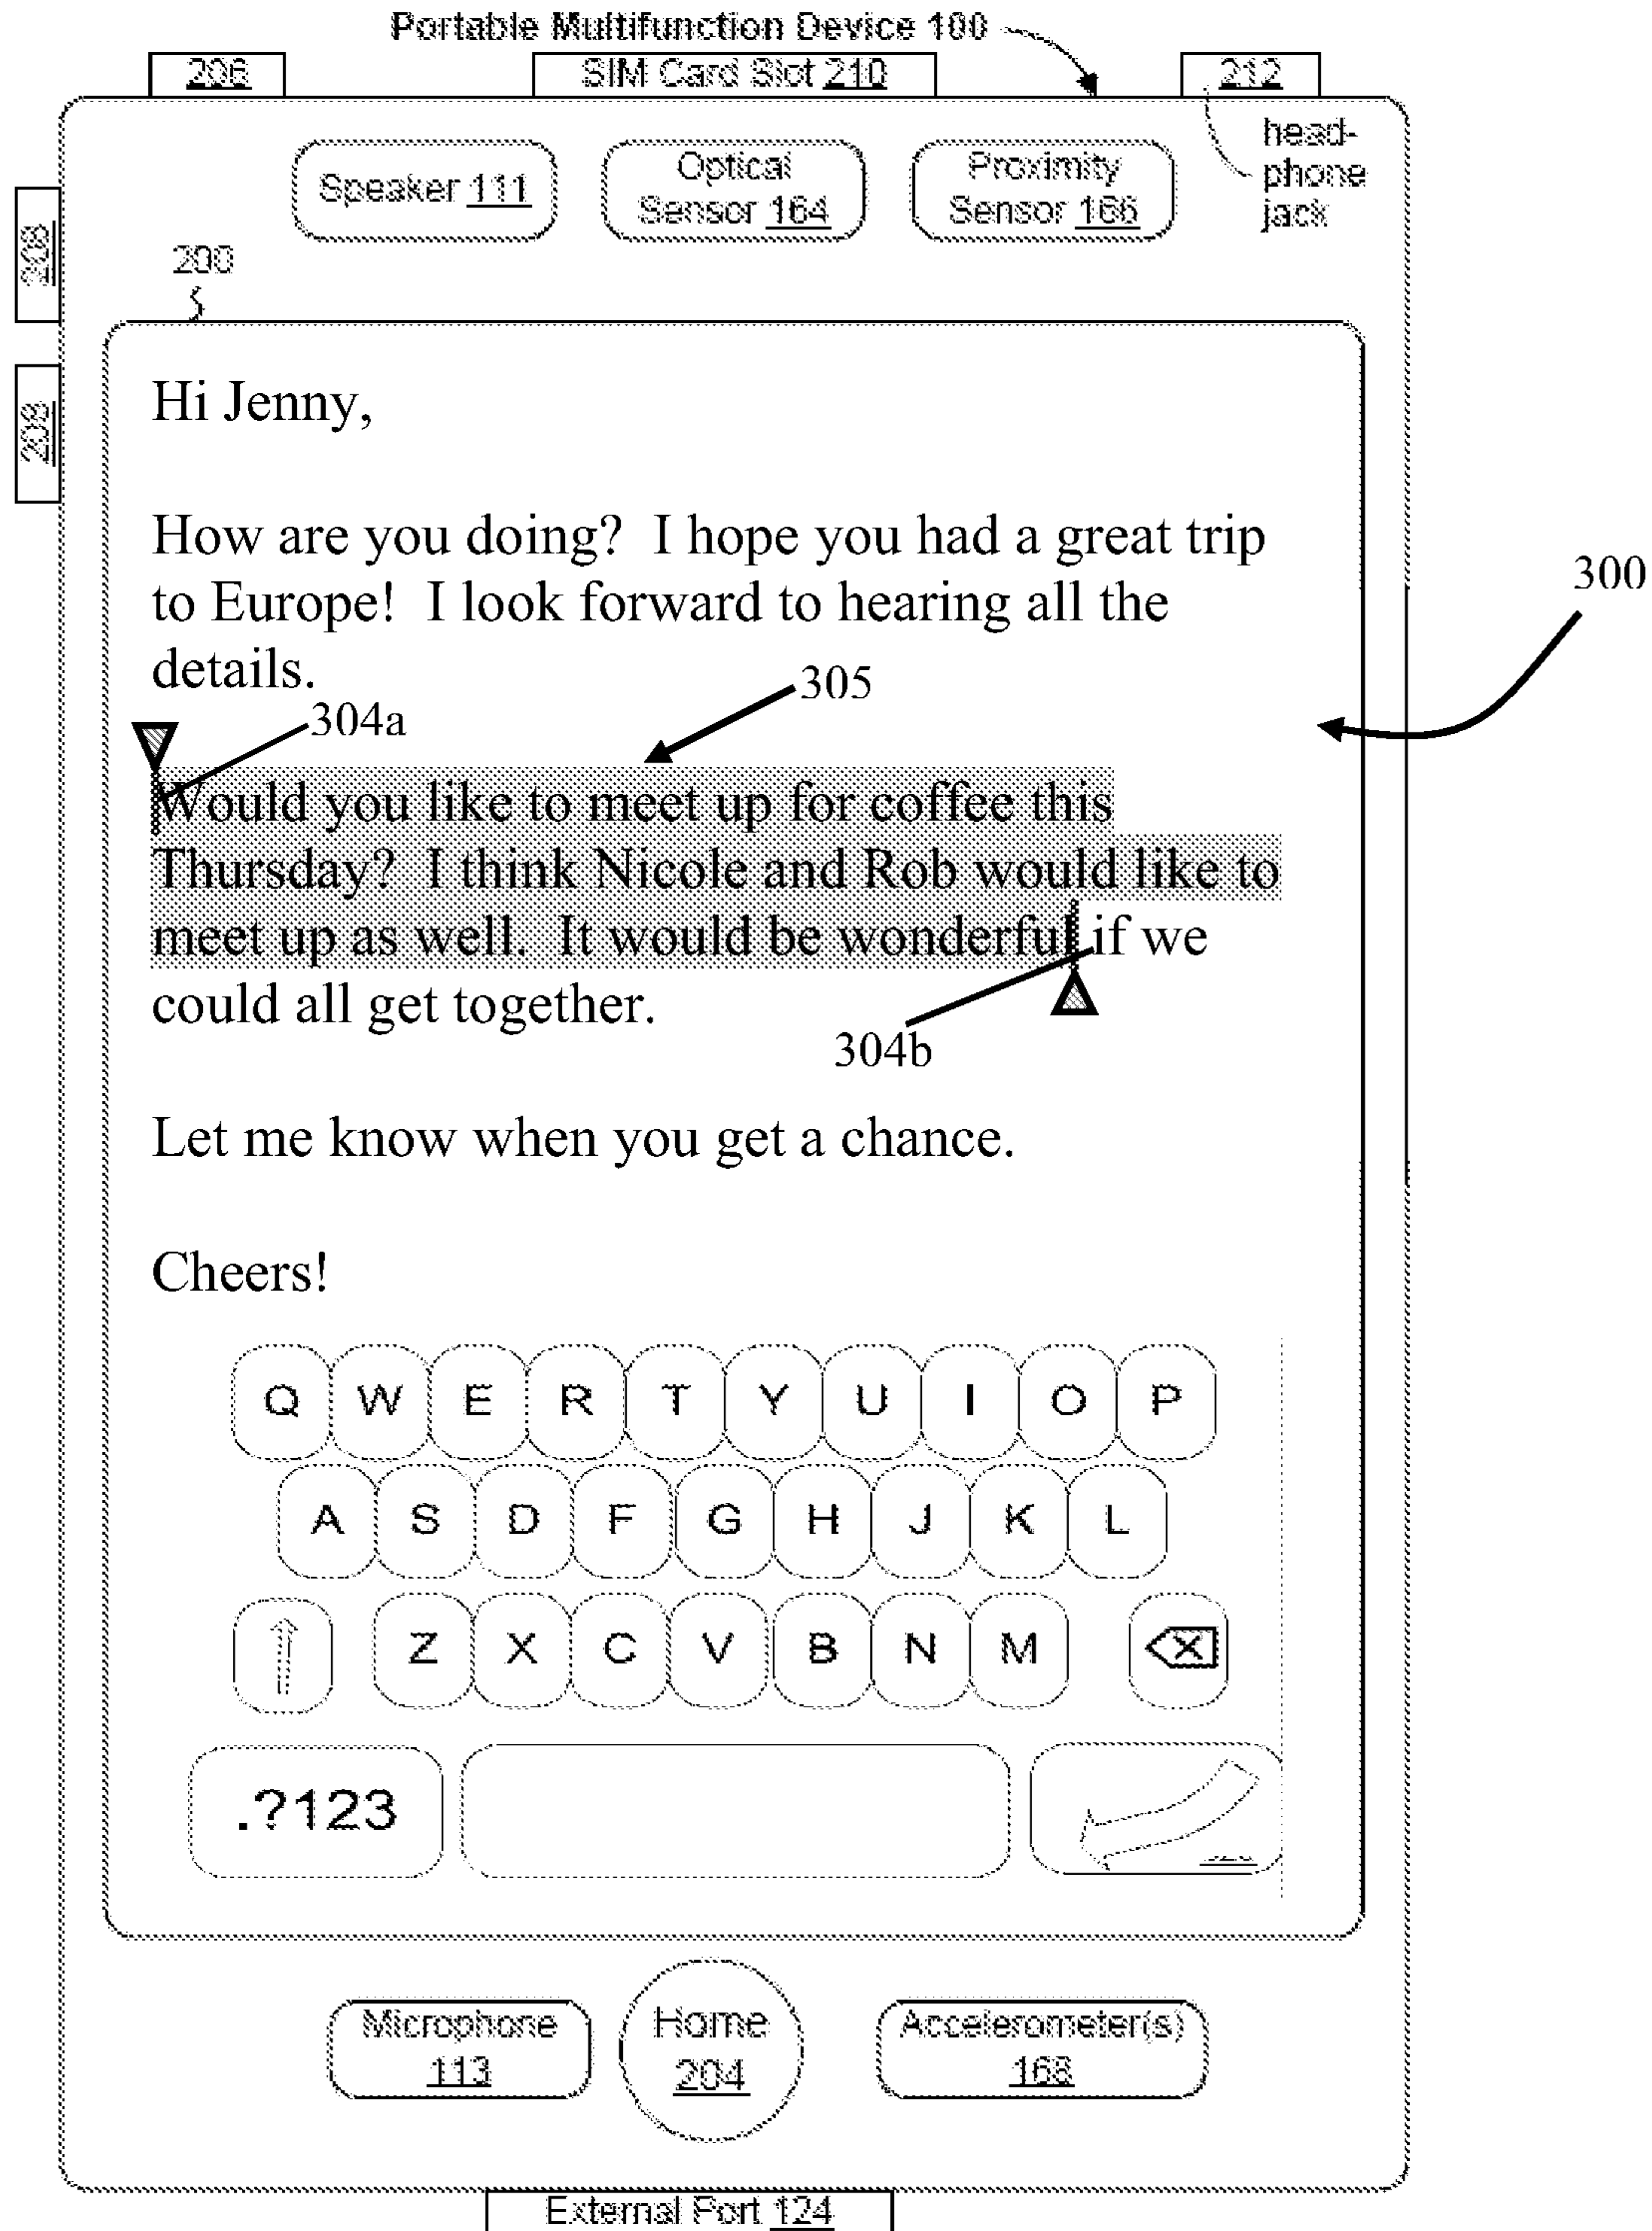 Portable Multifunction Device 100
206
SIM Card Slot 210
212
head-
phone
jack
Speaker 111
Optical
Sensor 164
Proximity
Sensor 166
208
200
208
Hi Jenny,
How are you doing? I hope you had a great trip
to Europe! I look forward to hearing all the
details.
300
305
304a
Would you like to meet up for coffee this
Thursday? I think Nicole and Rob would like to
meet up as well. It would be wonderful if we
could all get together.
304b
Let me know when you get a chance.
Cheers!
Q W E R T Y U I O P
A S D F G H J K L
Z X C V B N M X
.?123
Microphone
113
Home
204
Accelerometer(s)
168
External Port 124